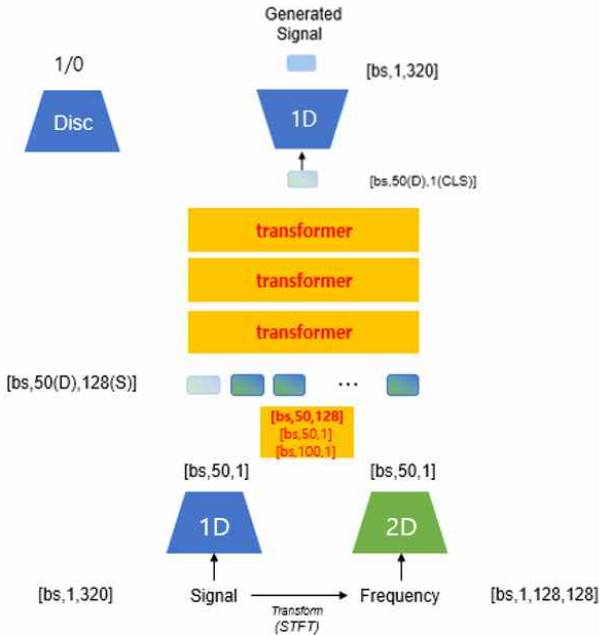 Generated
Signal
1/0
[bs,1,320]
Disc
1D
[bs,50(D),1(CLS)]
transformer
transformer
transformer
[bs,50(D),128(S)]
...
[bs,50,128]
[bs,50,1]
[bs,100,1]
[bs,50,1]
[bs,50,1]
1D
2D
[bs,1,320]
Signal
Frequency
[bs,1,128,128]
Transform
(STFT)